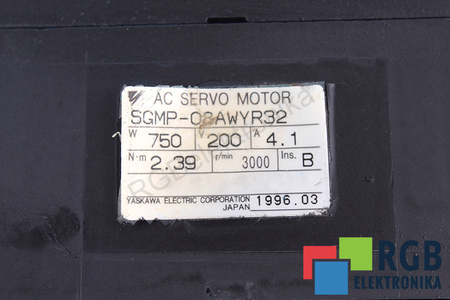 AC SERVO MOTOR
SGMP-08AWYR32
W 750 200 A 4.1
N·m 2.39 r/min 3000 Ins. B
YASKAWA ELECTRIC CORPORATION
JAPAN 1996.03
RGB
ELEKTRONIKA